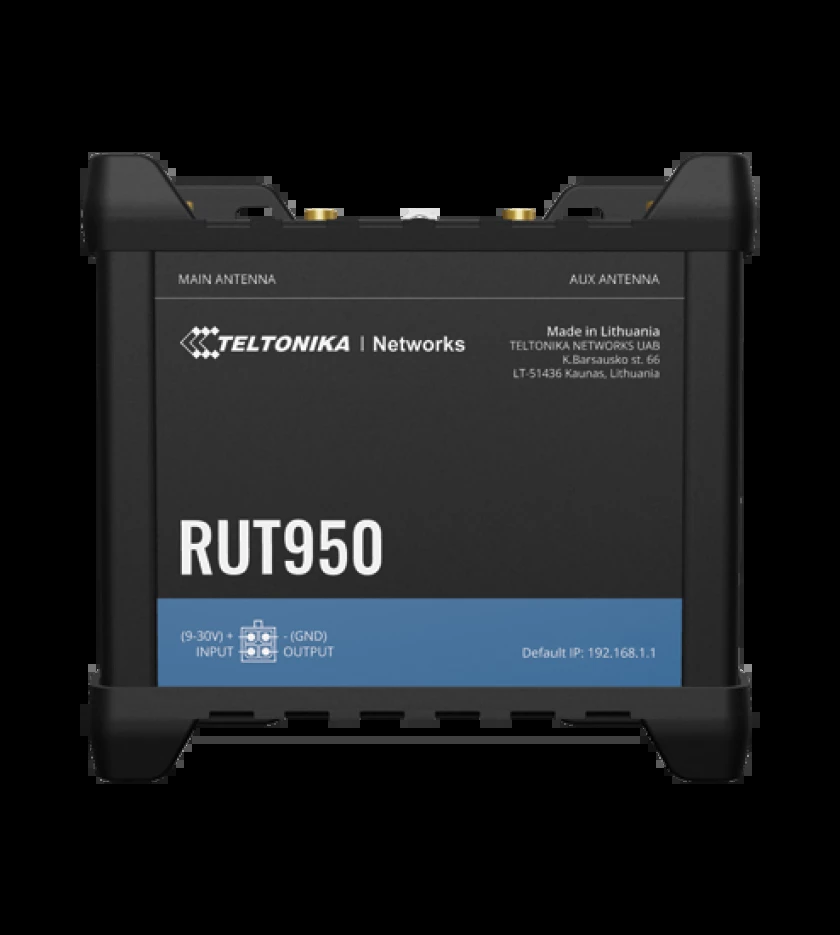 MAIN ANTENNA
AUX ANTENNA
TELTONIKA | Networks
Made in Lithuania
TELTONIKA NETWORKS UAB
K.Barsausko st. 66
LT-51436 Kaunas, Lithuania
RUT950
(9-30V) + - (GND)
INPUT OUTPUT
Default IP: 192.168.1.1